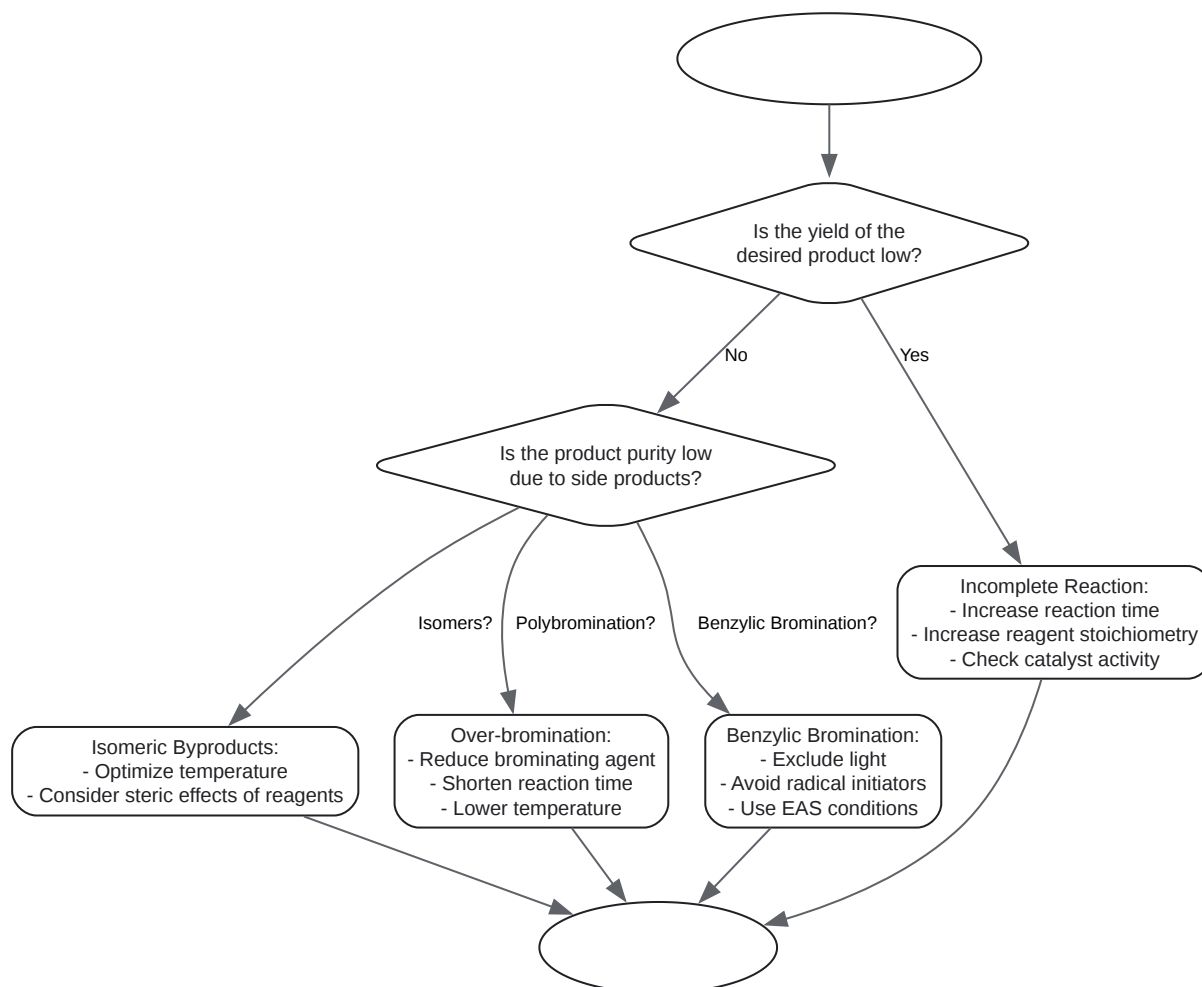 Is the yield of the
desired product low?
No
Yes
Is the product purity low
due to side products?
Isomers?
Polybromination?
Benzylic Bromination?
Incomplete Reaction:
- Increase reaction time
- Increase reagent stoichiometry
- Check catalyst activity
Isomeric Byproducts:
- Optimize temperature
- Consider steric effects of reagents
Over-bromination:
- Reduce brominating agent
- Shorten reaction time
- Lower temperature
Benzylic Bromination:
- Exclude light
- Avoid radical initiators
- Use EAS conditions